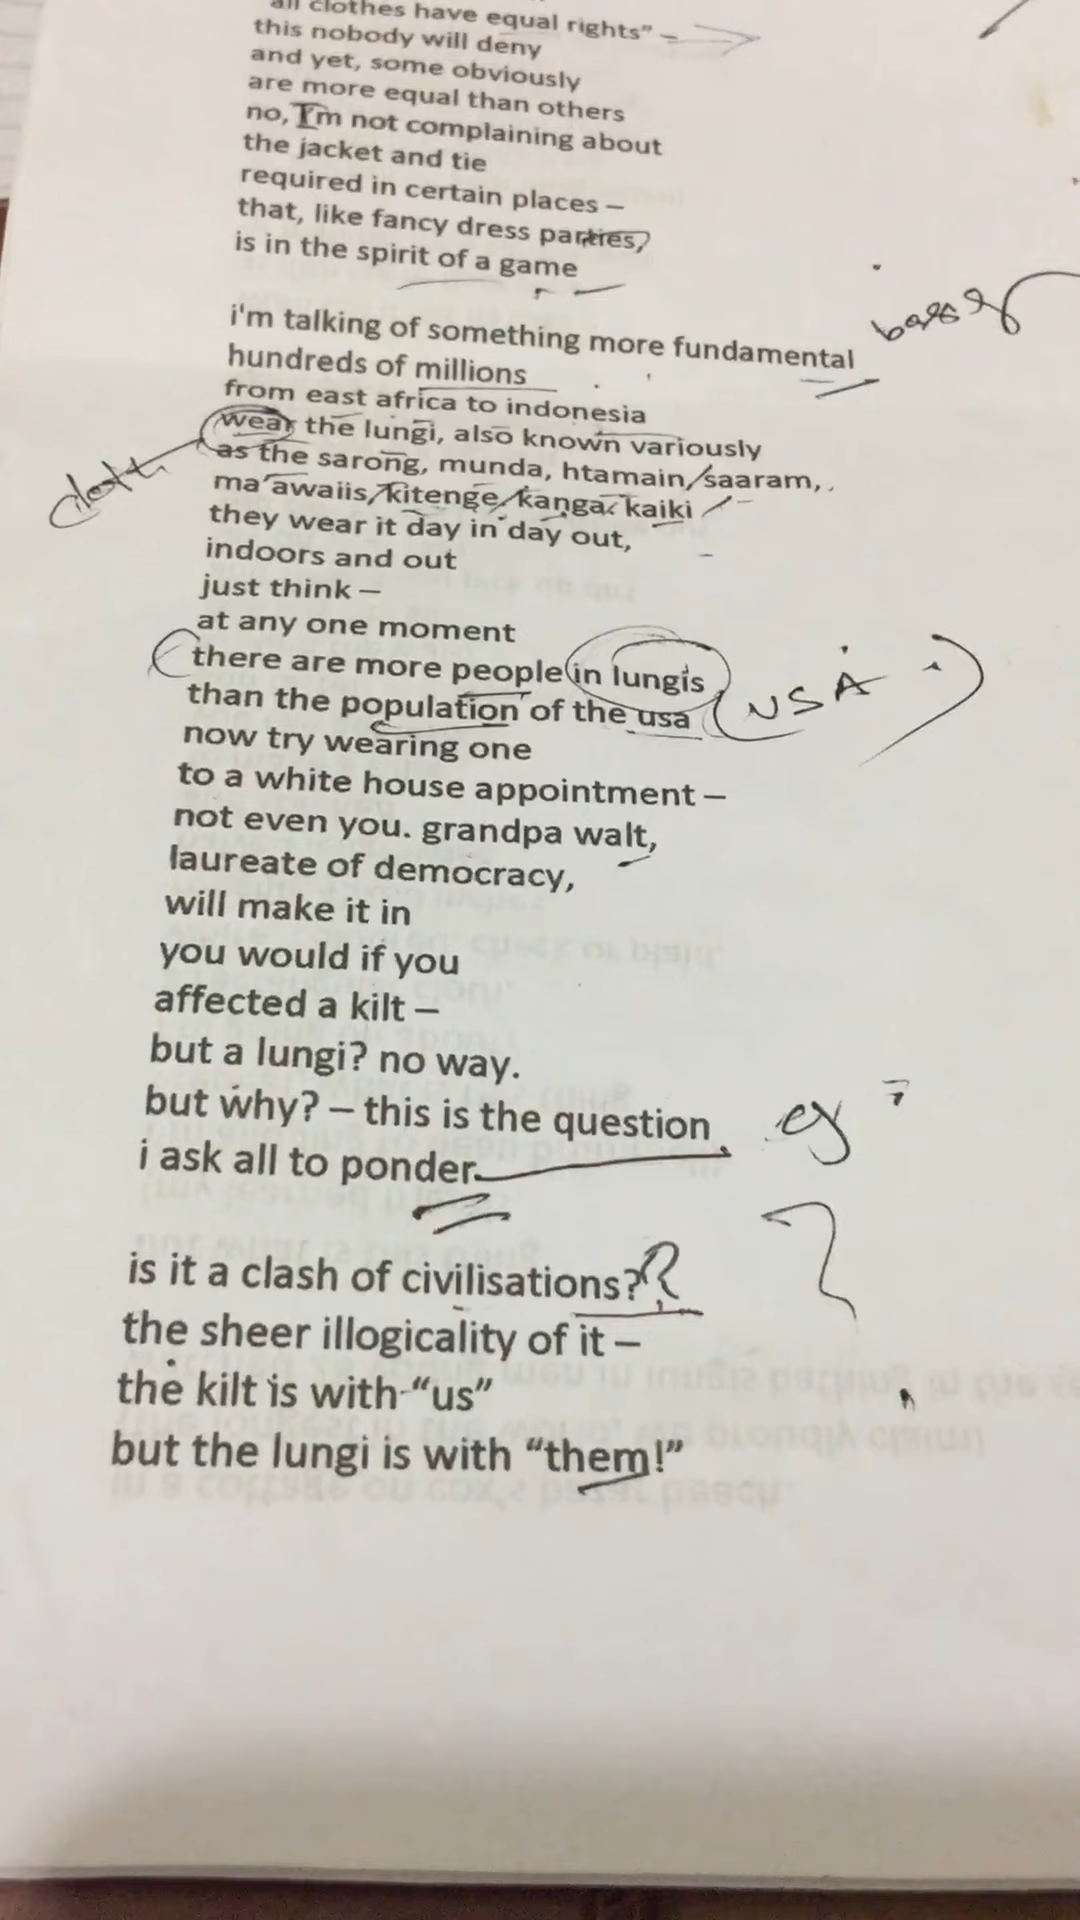 all clothes have equal rights" –
this nobody will deny
and yet, some obviously
are more equal than others
no, I'm not complaining about
the jacket and tie
required in certain places –
that, like fancy dress parties,
is in the spirit of a game
i'm talking of something more fundamental
hundreds of millions
from east africa to indonesia
wear the lungi, also known variously
as the sarong, munda, htamain, saaram,
ma'awaiis, kitenge, kanga, kaiki
they wear it day in day out,
indoors and out
just think –
at any one moment
there are more people in lungis
than the population of the usa
USA
now try wearing one
to a white house appointment –
not even you. grandpa walt,
laureate of democracy,
will make it in
you would if you
affected a kilt –
but a lungi? no way.
but why? – this is the question
i ask all to ponder.
is it a clash of civilisations?
the sheer illogicality of it –
the kilt is with "us"
but the lungi is with "them!"